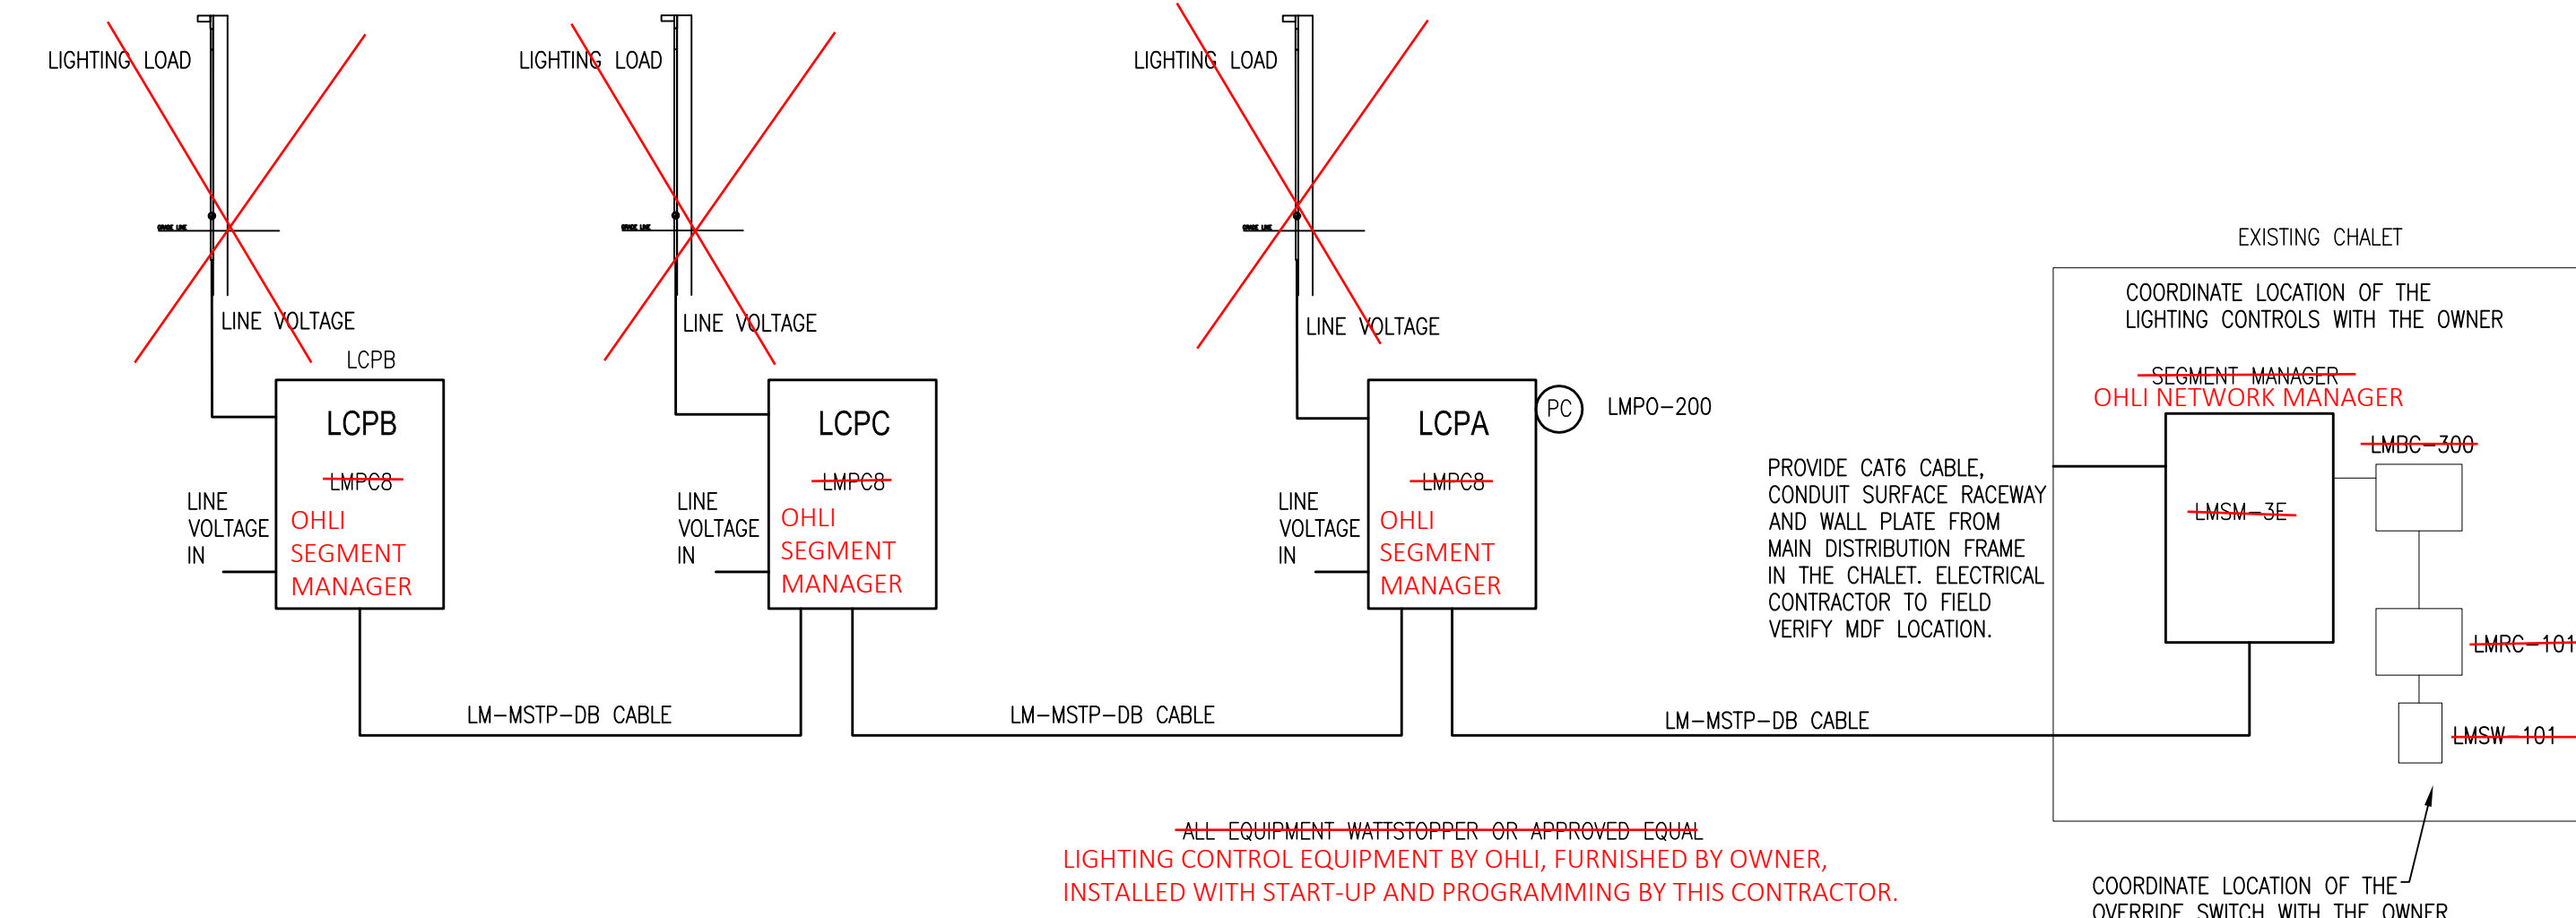 LIGHTING LOAD
LINE VOLTAGE
LCPB
LCPB
LMPC8
OHLI
SEGMENT
MANAGER
LINE
VOLTAGE
IN
LIGHTING LOAD
GRADE LINE
LINE VOLTAGE
LCPC
LMPC8
OHLI
SEGMENT
MANAGER
LINE
VOLTAGE
IN
LIGHTING LOAD
GRADE LINE
LINE VOLTAGE
LCPA
LMPC8
OHLI
SEGMENT
MANAGER
LINE
VOLTAGE
IN
GRADE LINE
PC
LMPO-200
LM-MSTP-DB CABLE
LM-MSTP-DB CABLE
LM-MSTP-DB CABLE
PROVIDE CAT6 CABLE,
CONDUIT SURFACE RACEWAY
AND WALL PLATE FROM
MAIN DISTRIBUTION FRAME
IN THE CHALET. ELECTRICAL
CONTRACTOR TO FIELD
VERIFY MDF LOCATION.
EXISTING CHALET
COORDINATE LOCATION OF THE
LIGHTING CONTROLS WITH THE OWNER
SEGMENT MANAGER
OHLI NETWORK MANAGER
LMSM-3E
LMBC-300
LMRC-101
LMSW-101
ALL EQUIPMENT WATTSTOPPER OR APPROVED EQUAL
LIGHTING CONTROL EQUIPMENT BY OHLI, FURNISHED BY OWNER,
INSTALLED WITH START-UP AND PROGRAMMING BY THIS CONTRACTOR.
COORDINATE LOCATION OF THE
OVERRIDE SWITCH WITH THE OWNER